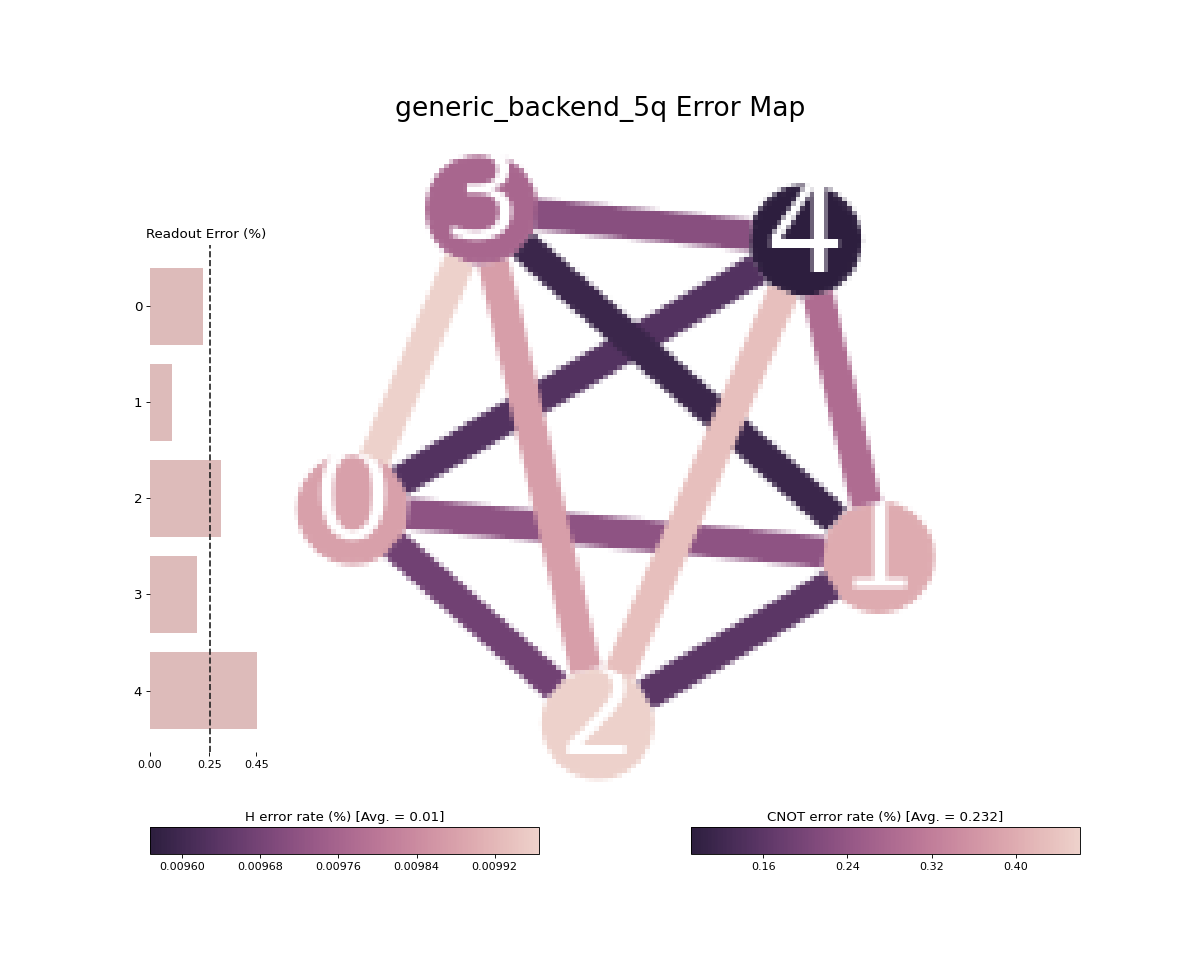 generic_backend_5q Error Map
3
4
Readout Error (%)
0
1
2
3
4
0.00 0.25 0.45
0
1
2
H error rate (%) [Avg. = 0.01]
0.00960 0.00968 0.00976 0.00984 0.00992
CNOT error rate (%) [Avg. = 0.232]
0.16 0.24 0.32 0.40